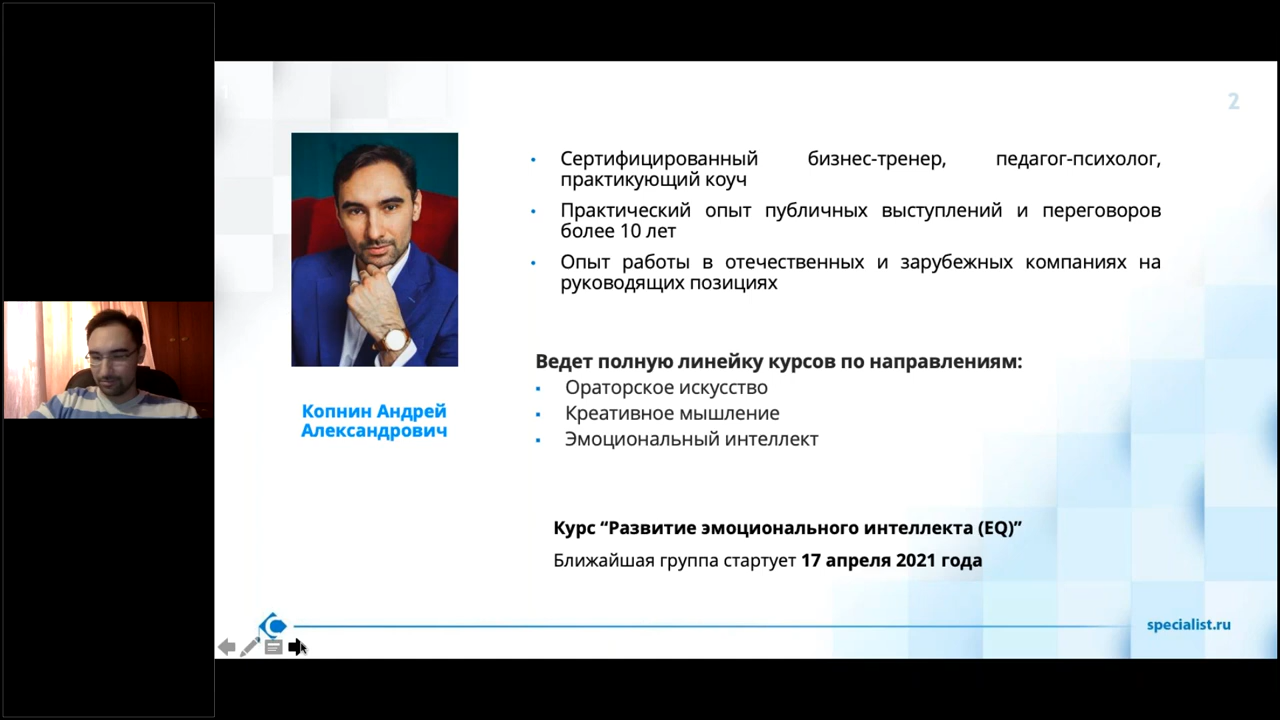 2
Сертифицированный бизнес-тренер, педагог-психолог,
практикующий коуч
Практический опыт публичных выступлений и переговоров
более 10 лет
Опыт работы в отечественных и зарубежных компаниях на
руководящих позициях
Ведет полную линейку курсов по направлениям:
Ораторское искусство
Креативное мышление
Эмоциональный интеллект
Копнин Андрей
Александрович
Курс “Развитие эмоционального интеллекта (EQ)”
Ближайшая группа стартует 17 апреля 2021 года
specialist.ru